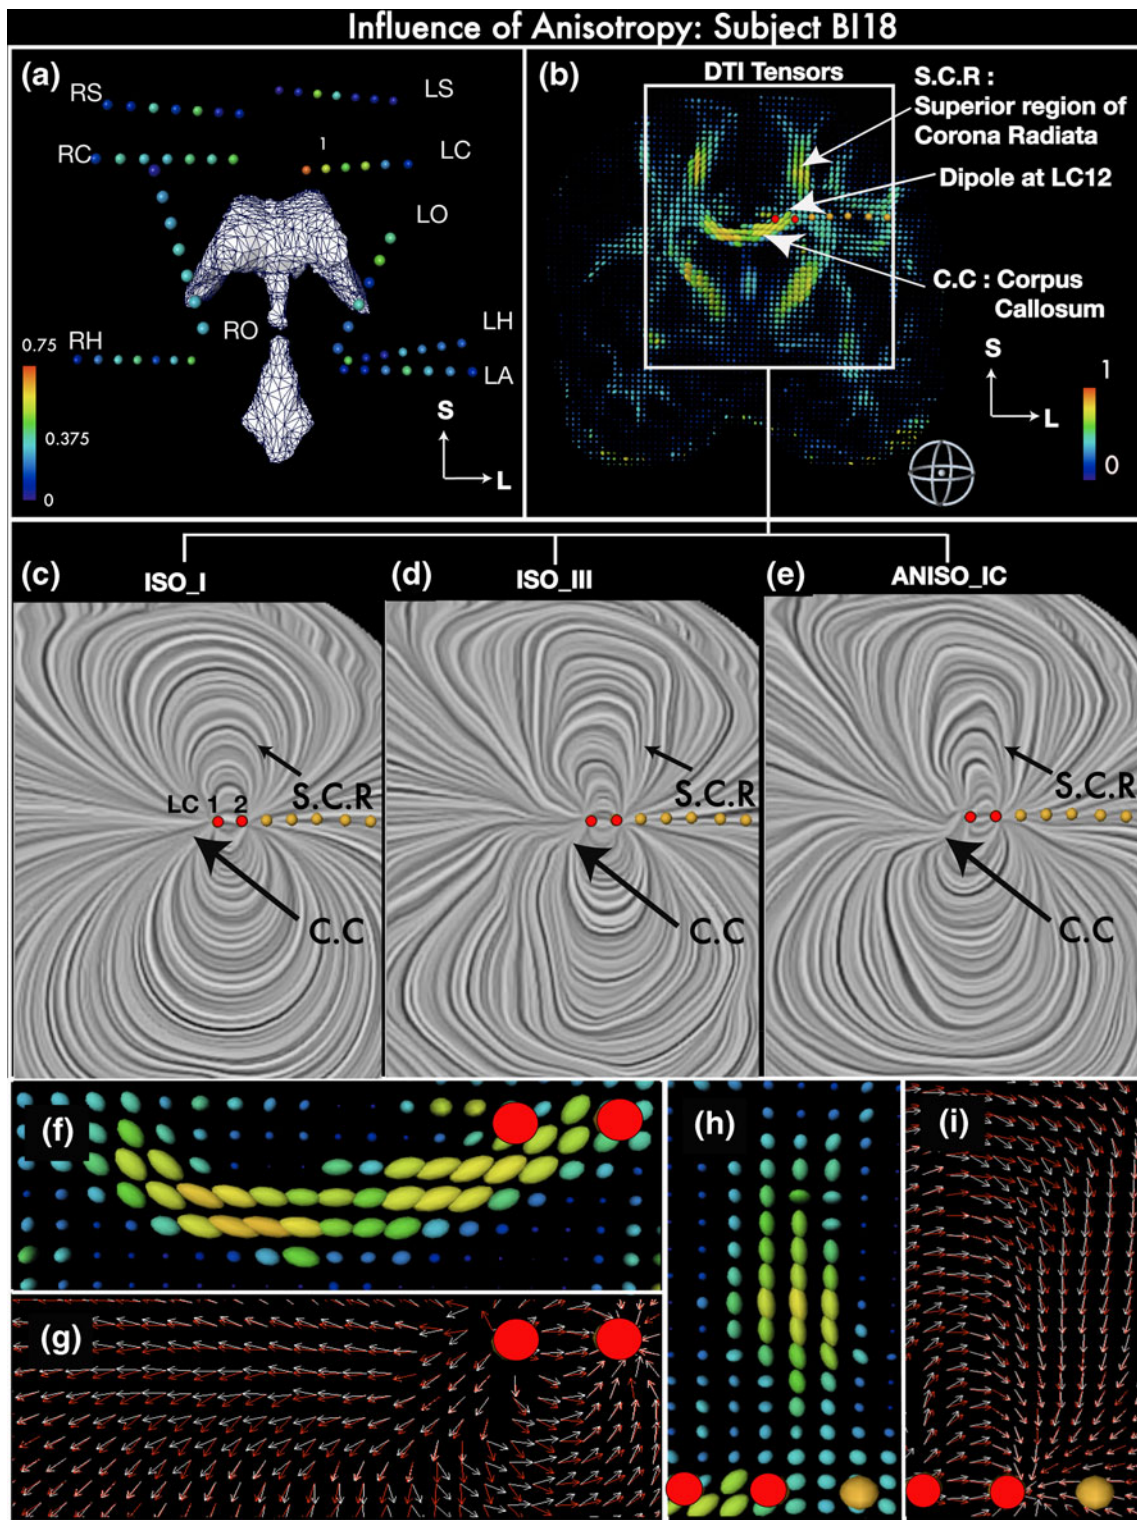 Influence of Anisotropy: Subject BI18
(a)
RS
LS
RC
1
LC
LO
RO
RH
LH
LA
0.75
0.375
0
S
L
(b)
DTI Tensors
S.C.R :
Superior region of
Corona Radiata
Dipole at LC12
C.C : Corpus
Callosum
S
L
1
0
(c)
ISO_I
(d)
ISO_III
(e)
ANISO_IC
LC 1 2
S.C.R
C.C
S.C.R
C.C
S.C.R
C.C
(f)
(g)
(h)
(i)